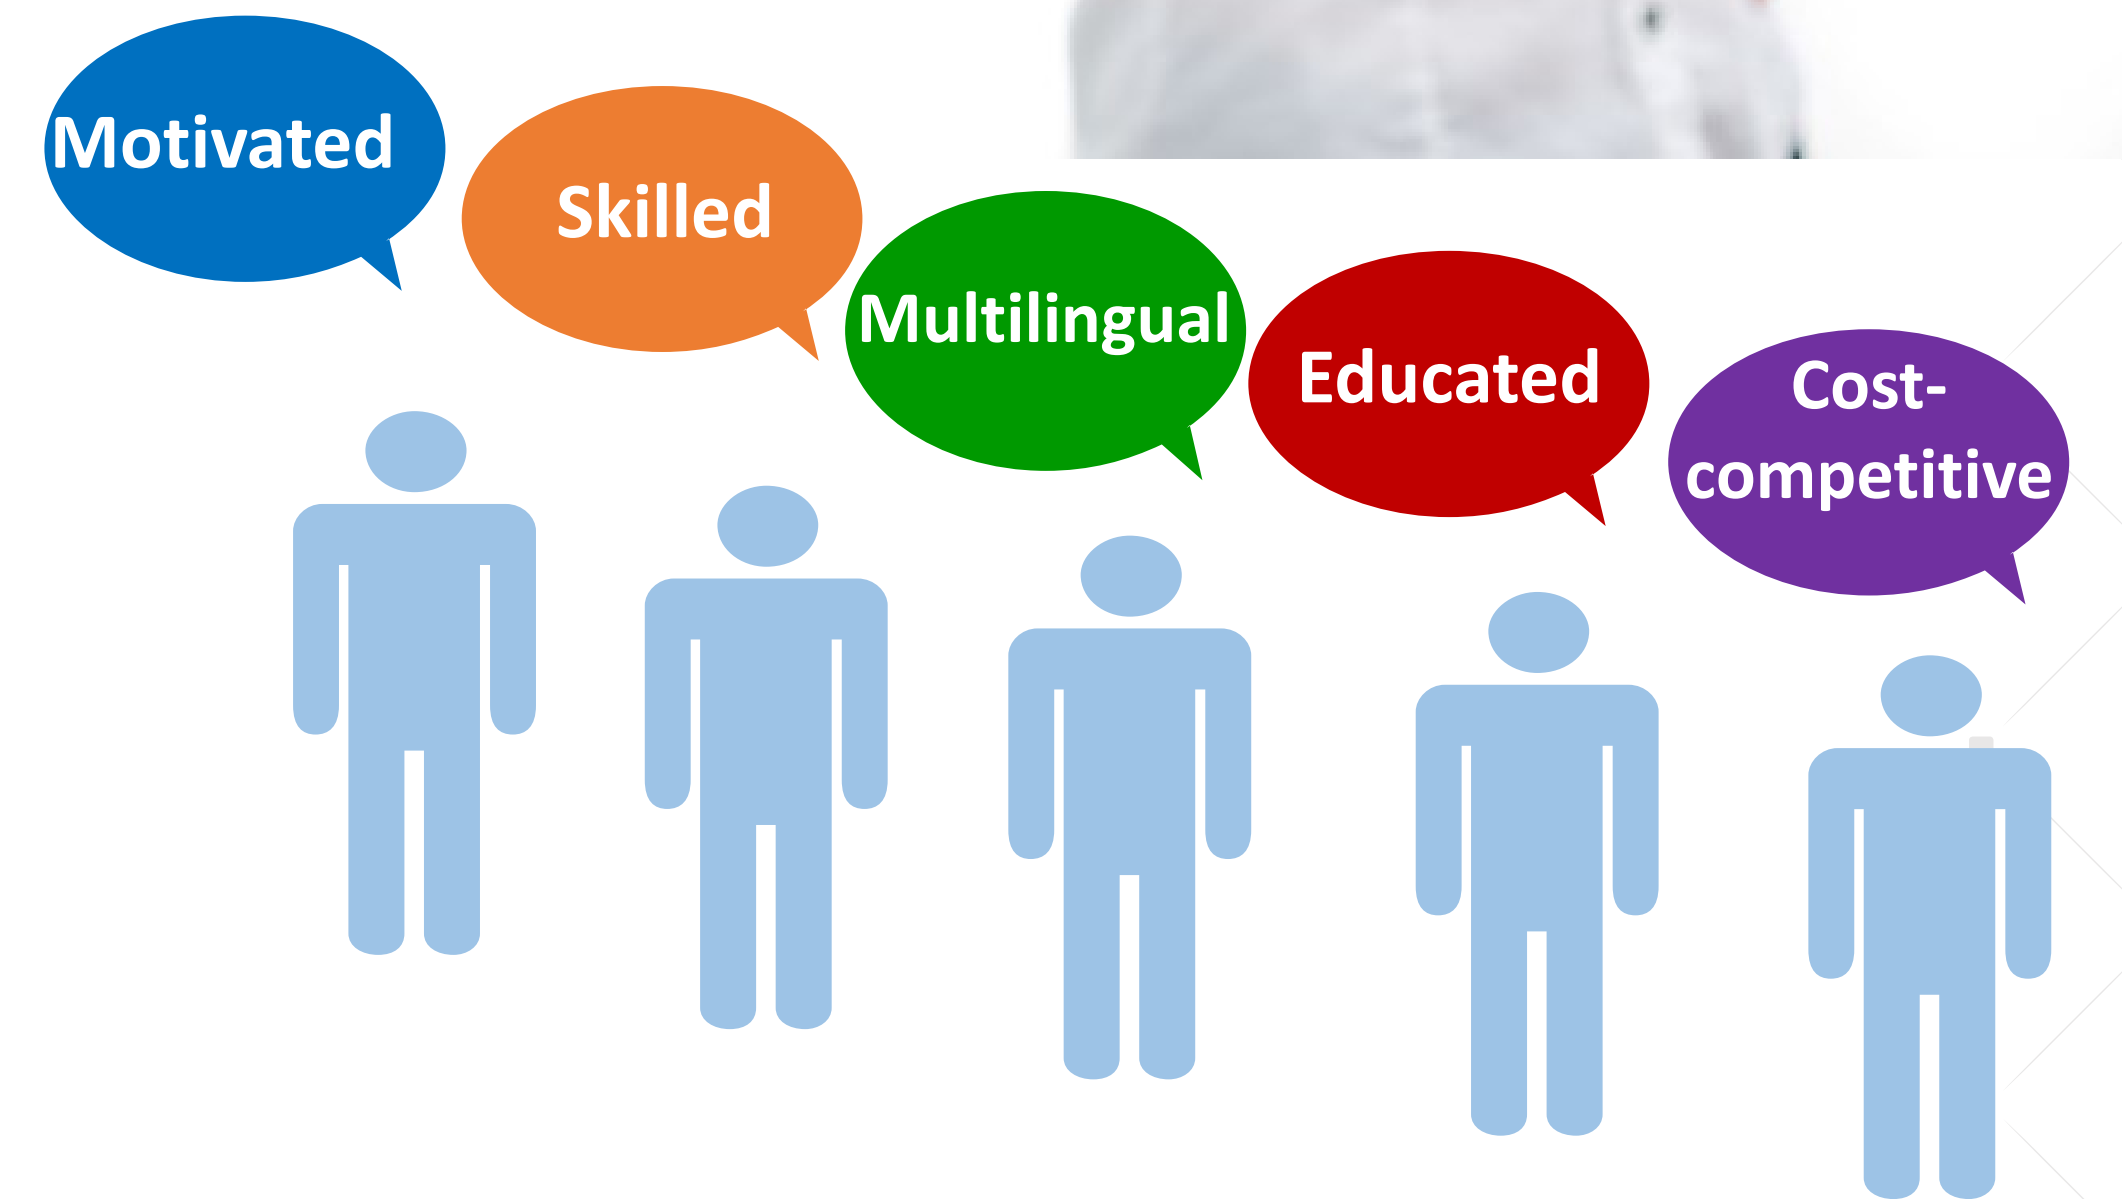 Motivated
Skilled
Multilingual
Educated
Cost-
competitive